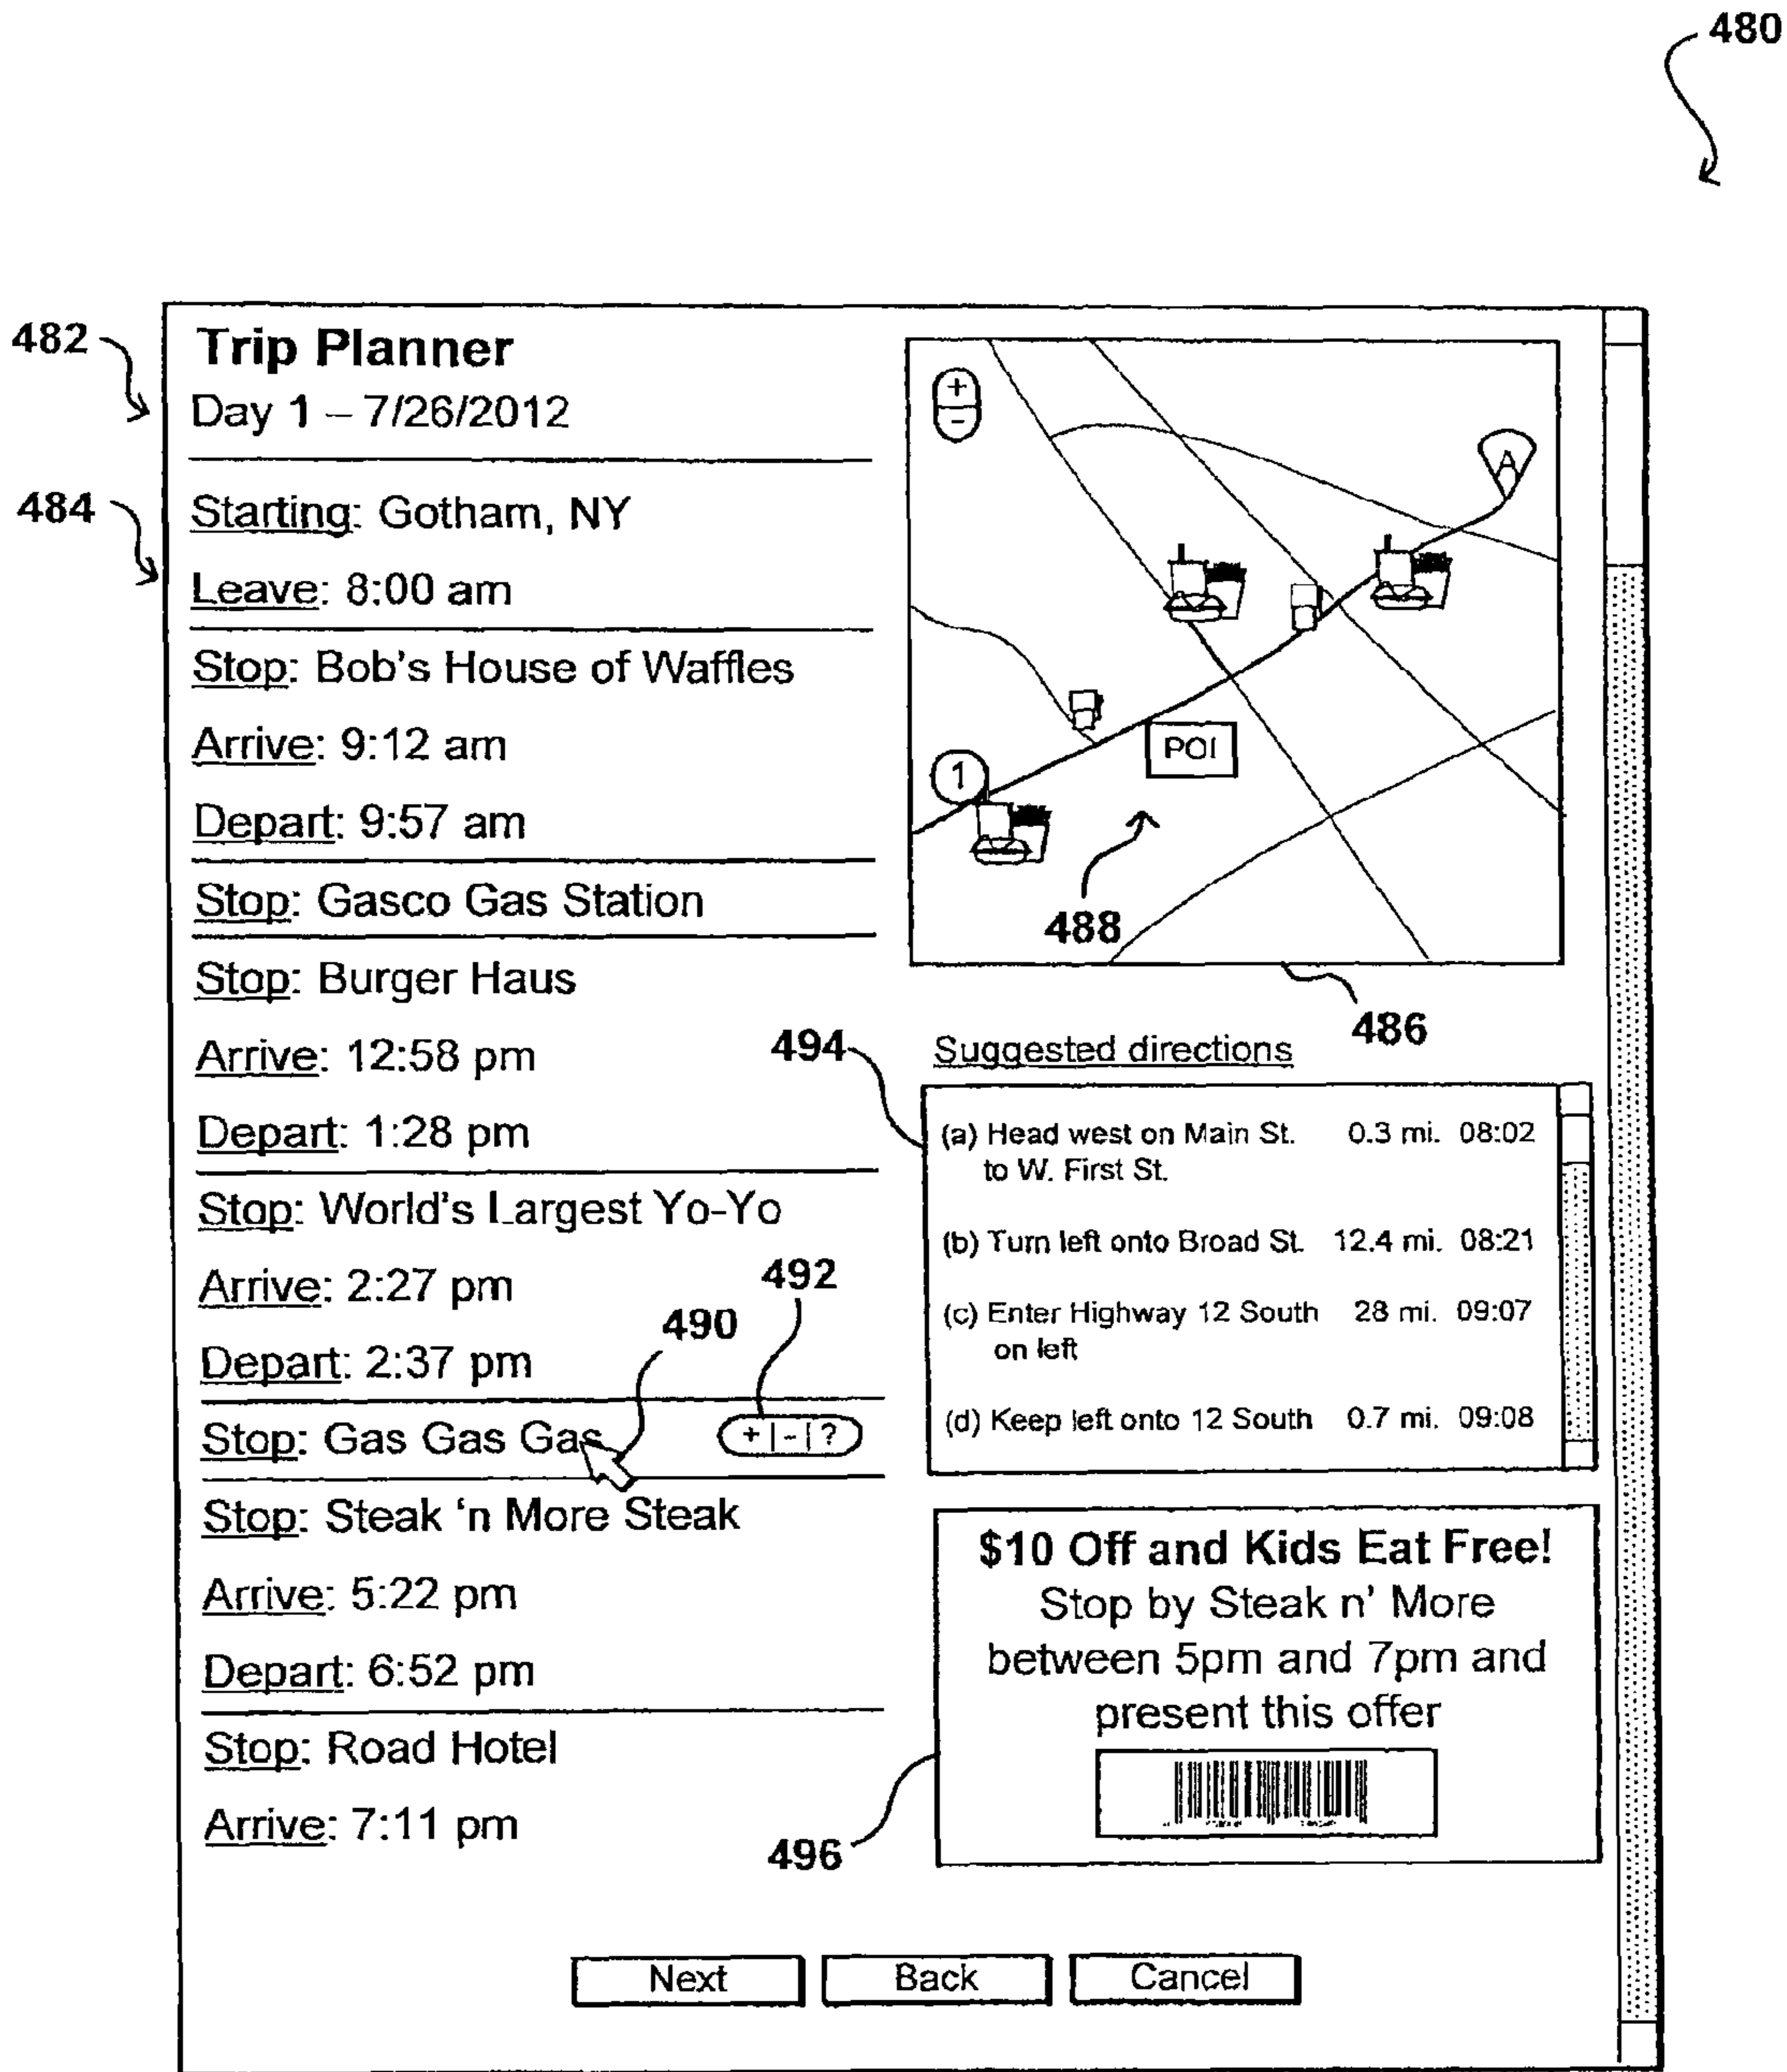 480
482
Trip Planner
Day 1 – 7/26/2012
484
Starting: Gotham, NY
Leave: 8:00 am
Stop: Bob's House of Waffles
Arrive: 9:12 am
Depart: 9:57 am
Stop: Gasco Gas Station
Stop: Burger Haus
Arrive: 12:58 pm
Depart: 1:28 pm
Stop: World's Largest Yo-Yo
Arrive: 2:27 pm
492
490
Depart: 2:37 pm
Stop: Gas Gas Gas
+ | - | ?
Stop: Steak 'n More Steak
Arrive: 5:22 pm
Depart: 6:52 pm
Stop: Road Hotel
Arrive: 7:11 pm
+
-
A
POI
1
488
486
494
Suggested directions
(a) Head west on Main St. 0.3 mi. 08:02
to W. First St.
(b) Turn left onto Broad St. 12.4 mi. 08:21
(c) Enter Highway 12 South 28 mi. 09:07
on left
(d) Keep left onto 12 South 0.7 mi. 09:08
$10 Off and Kids Eat Free!
Stop by Steak n' More
between 5pm and 7pm and
present this offer
496
Next
Back
Cancel